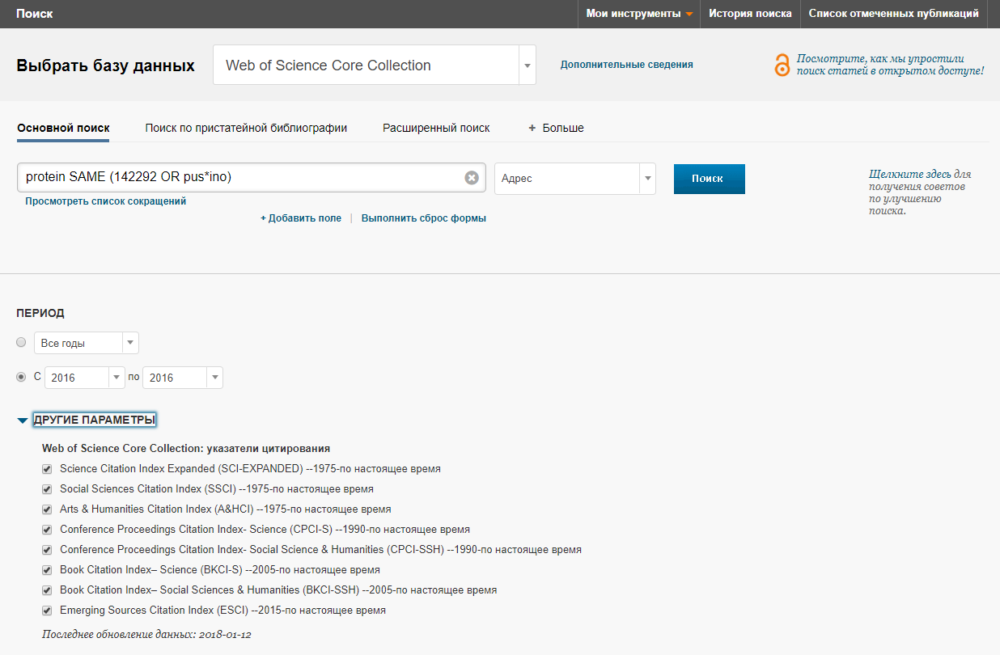 Поиск
Мои инструменты
История поиска
Список отмеченных публикаций
Выбрать базу данных
Web of Science Core Collection
Дополнительные сведения
Посмотрите, как мы упростили
поиск статей в открытом доступе!
Основной поиск
Поиск по пристатейной библиографии
Расширенный поиск
+ Больше
protein SAME (142292 OR pus*ino)
Адрес
Поиск
Щелкните здесь для
получения советов
по улучшению
поиска.
Просмотреть список сокращений
+ Добавить поле | Выполнить сброс формы
ПЕРИОД
Все годы
С 2016 по 2016
ДРУГИЕ ПАРАМЕТРЫ
Web of Science Core Collection: указатели цитирования
Science Citation Index Expanded (SCI-EXPANDED) --1975-по настоящее время
Social Sciences Citation Index (SSCI) --1975-по настоящее время
Arts & Humanities Citation Index (A&HCI) --1975-по настоящее время
Conference Proceedings Citation Index- Science (CPCI-S) --1990-по настоящее время
Conference Proceedings Citation Index- Social Science & Humanities (CPCI-SSH) --1990-по настоящее время
Book Citation Index– Science (BKCI-S) --2005-по настоящее время
Book Citation Index– Social Sciences & Humanities (BKCI-SSH) --2005-по настоящее время
Emerging Sources Citation Index (ESCI) --2015-по настоящее время
Последнее обновление данных: 2018-01-12